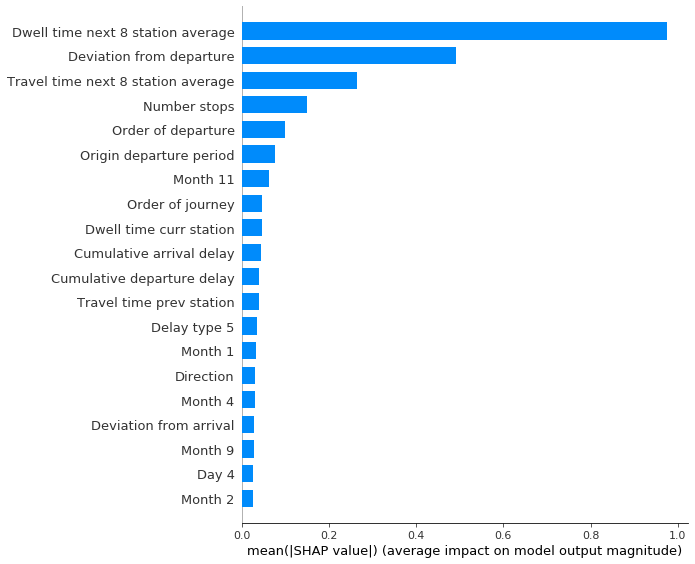 Dwell time next 8 station average
Deviation from departure
Travel time next 8 station average
Number stops
Order of departure
Origin departure period
Month 11
Order of journey
Dwell time curr station
Cumulative arrival delay
Cumulative departure delay
Travel time prev station
Delay type 5
Month 1
Direction
Month 4
Deviation from arrival
Month 9
Day 4
Month 2
0.0 0.2 0.4 0.6 0.8 1.0
mean(|SHAP value|) (average impact on model output magnitude)